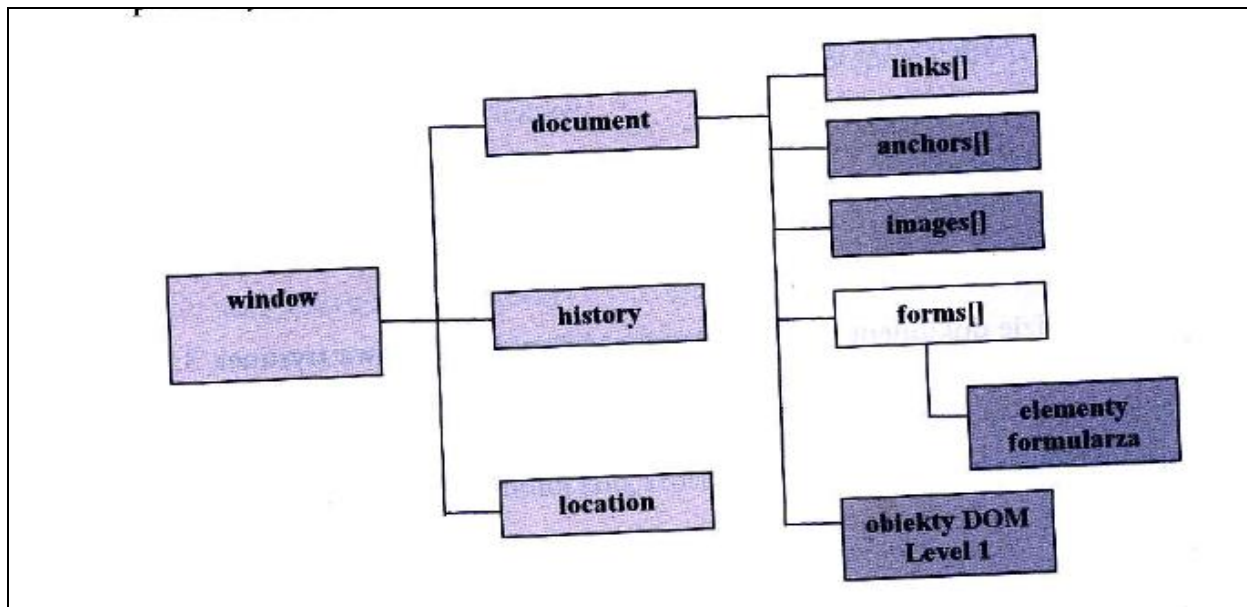 links[]
document
anchors[]
images[]
window
history
forms[]
elementy
formularza
location
obiekty DOM
Level 1